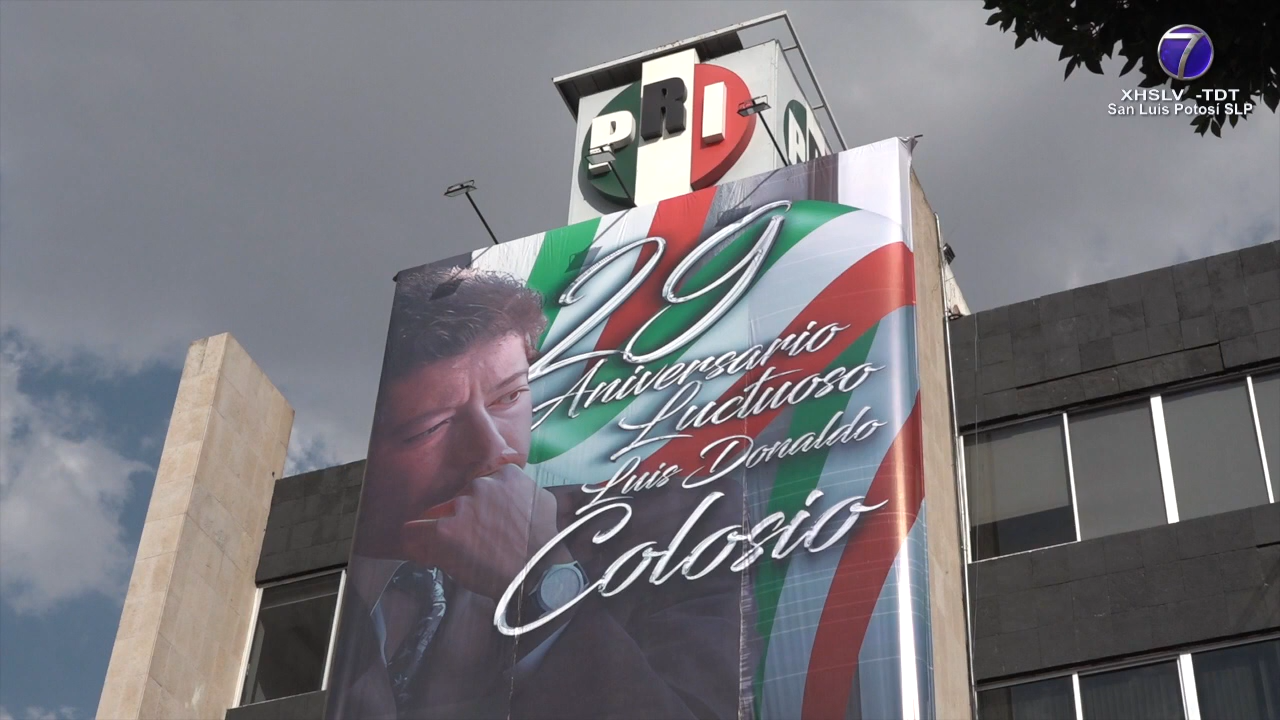 7
XHSLV -TDT
San Luis Potosí SLP
PRI
29
Aniversario
Luctuoso
Luis Donaldo
Colosio